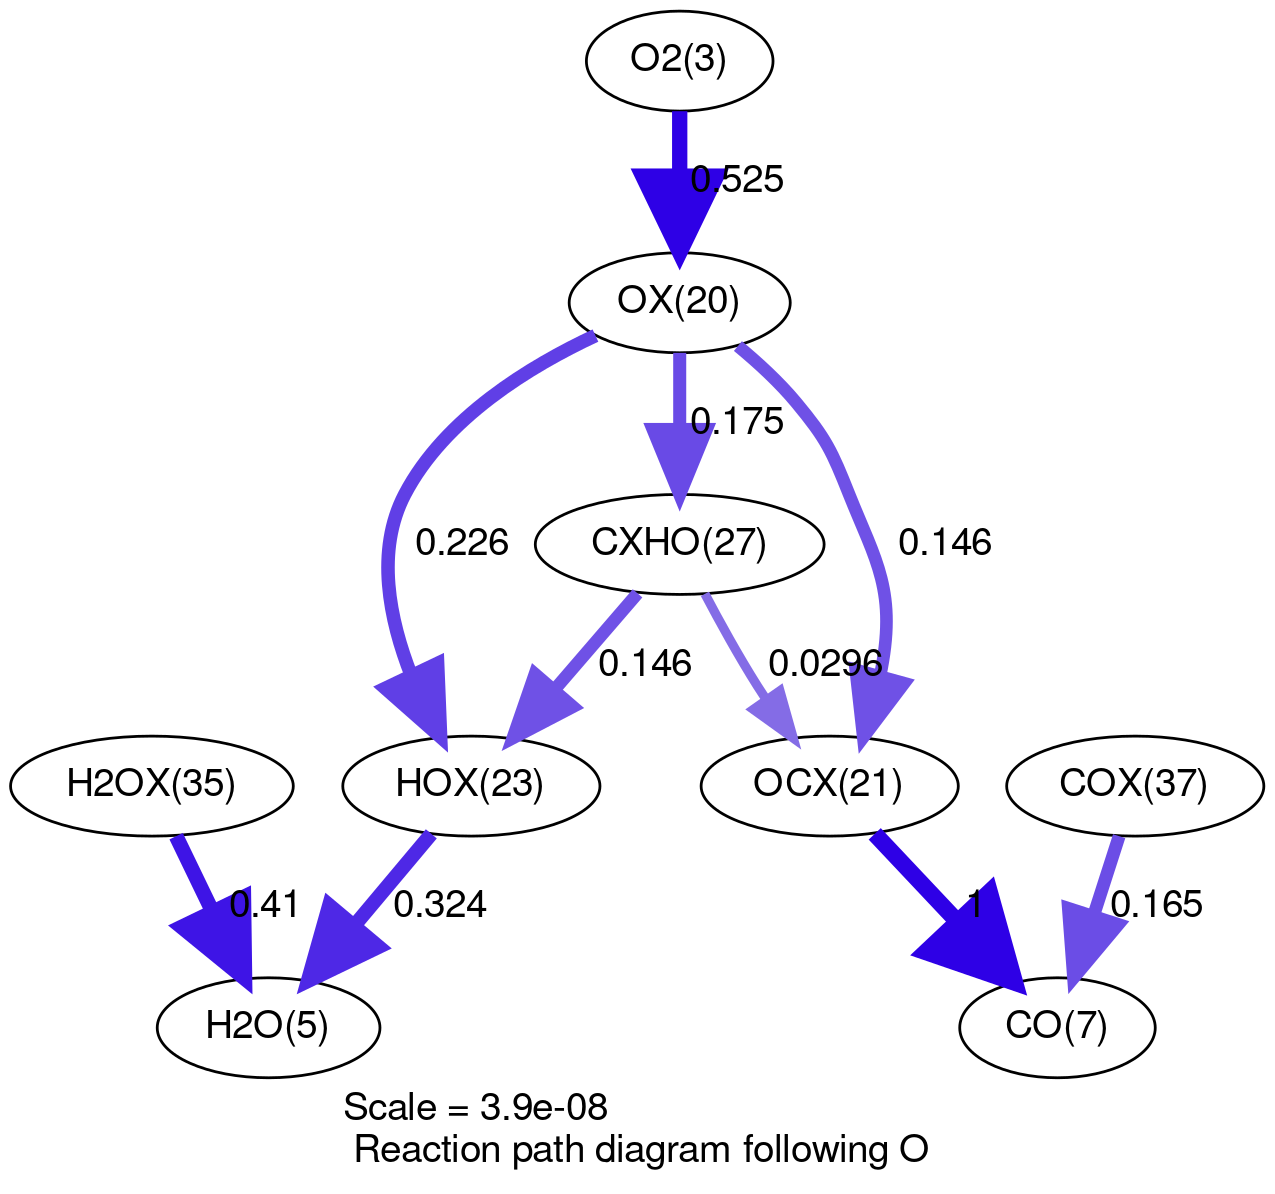 O2(3)
0.525
OX(20)
0.175
0.226
CXHO(27)
0.146
0.146
0.0296
H2OX(35)
HOX(23)
OCX(21)
COX(37)
0.41
0.324
1
0.165
H2O(5)
CO(7)
Scale = 3.9e-08
Reaction path diagram following O